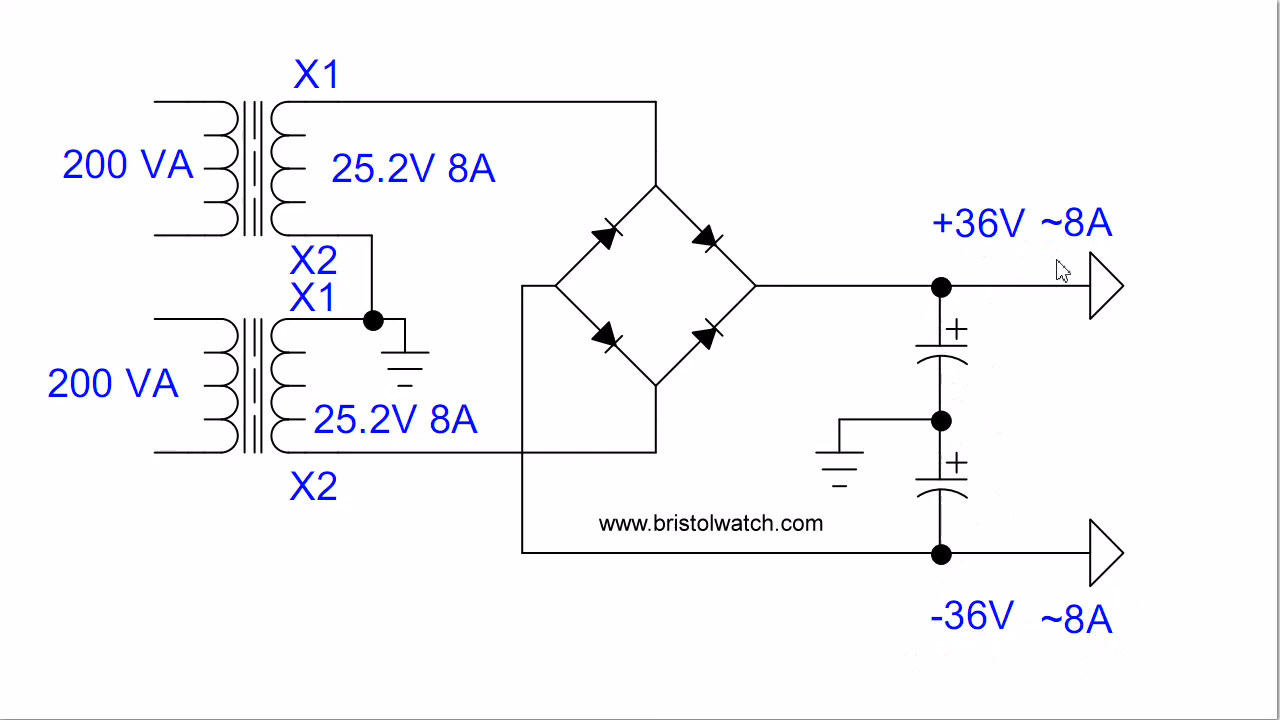 X1
200 VA
25.2V 8A
+36V ~8A
X2
X1
+
200 VA
25.2V 8A
+
X2
www.bristolwatch.com
-36V ~8A